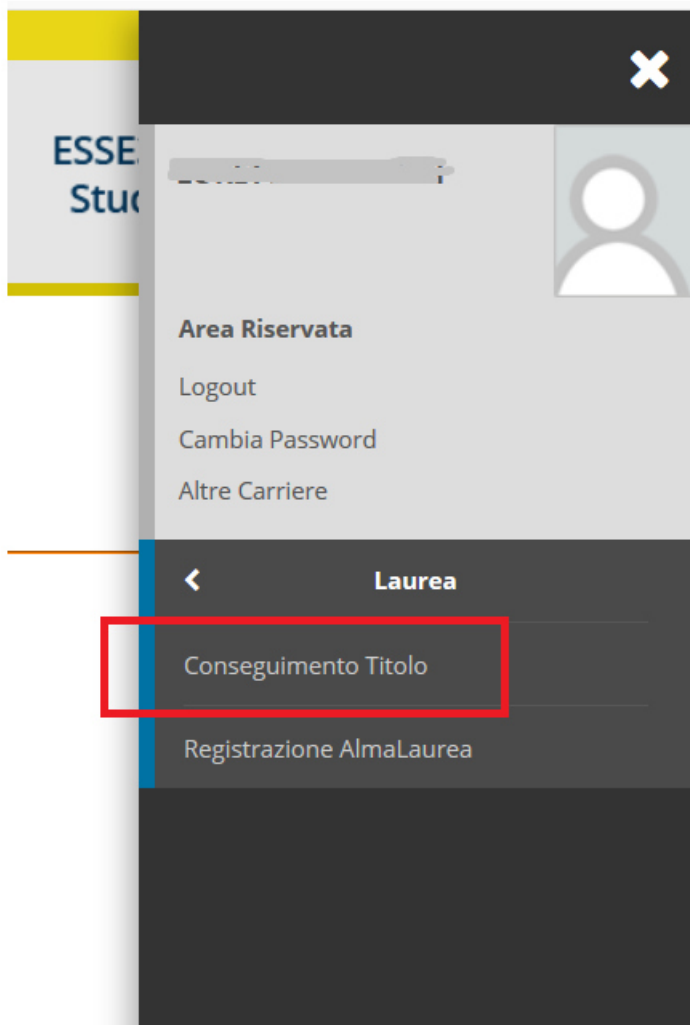 Area Riservata
Logout
Cambia Password
Altre Carriere
Laurea
Conseguimento Titolo
Registrazione AlmaLaurea